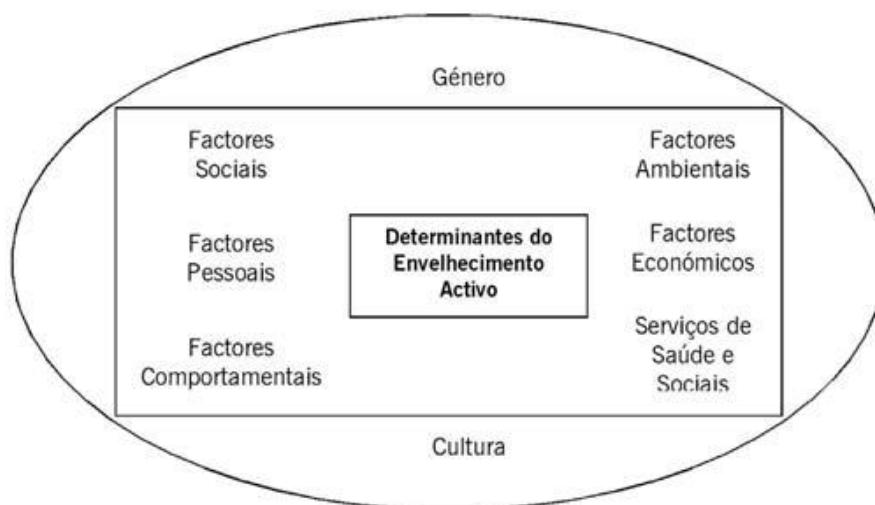 Género
Factores
Sociais
Factores
Ambientais
Factores
Pessoais
Determinantes do
Envelhecimento
Activo
Factores
Económicos
Factores
Comportamentais
Serviços de
Saúde e
Sociais
Cultura